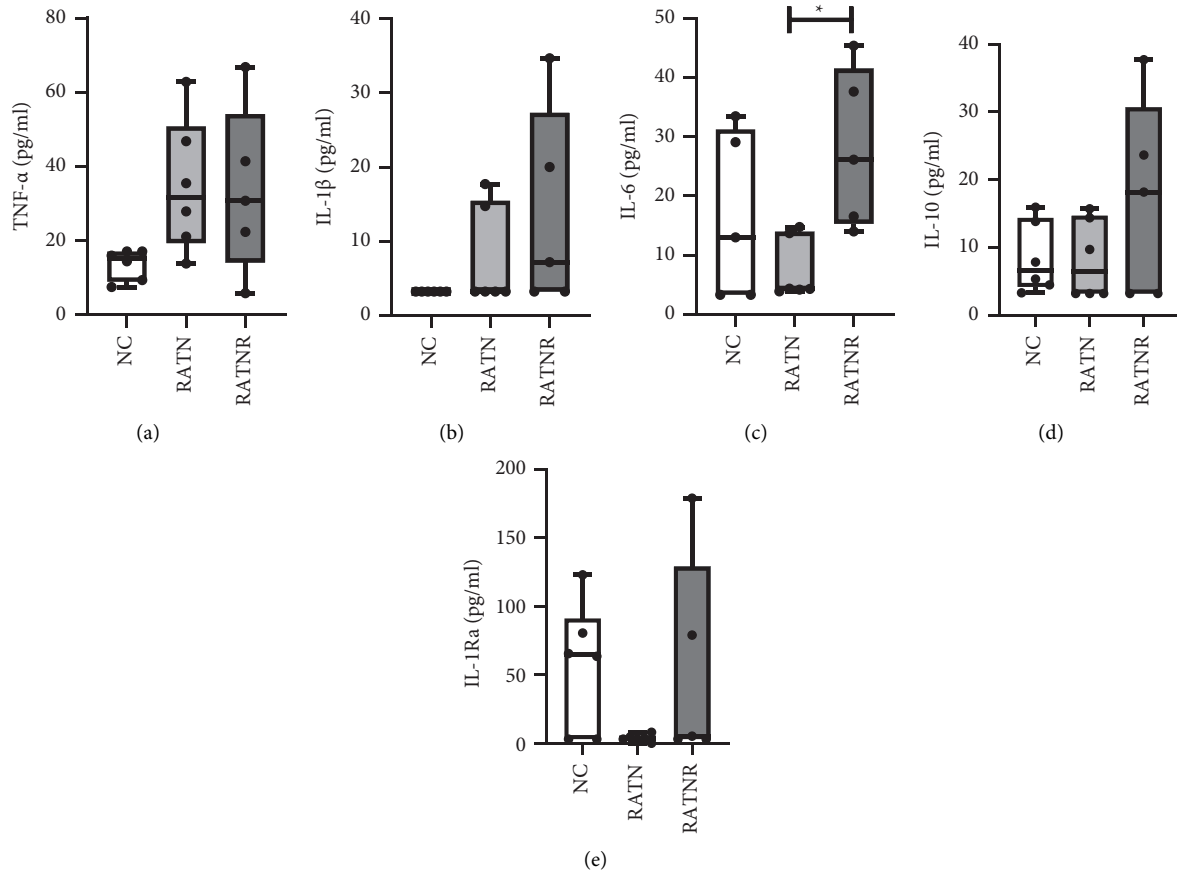 80
60
40
20
0
TNF-α (pg/ml)
NC
RATN
RATNR
(a)
40
30
20
10
0
IL-1β (pg/ml)
NC
RATN
RATNR
(b)
*
50
40
30
20
10
0
IL-6 (pg/ml)
NC
RATN
RATNR
(c)
40
30
20
10
0
IL-10 (pg/ml)
NC
RATN
RATNR
(d)
200
150
100
50
0
IL-1Ra (pg/ml)
NC
RATN
RATNR
(e)